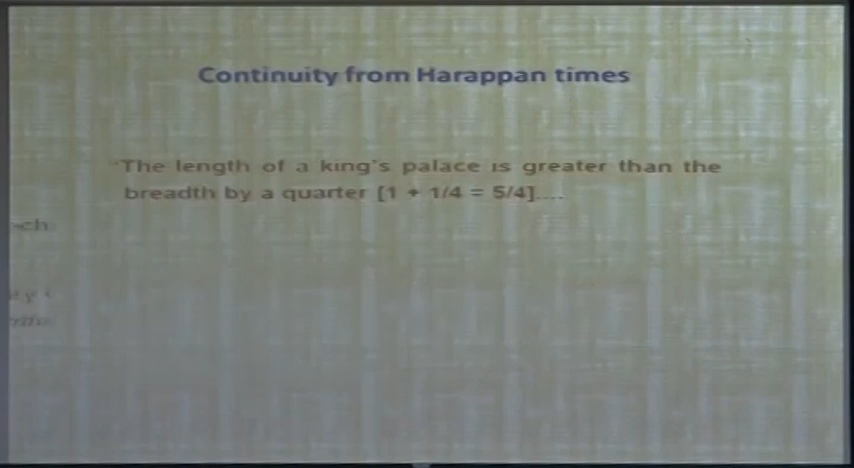 Continuity from Harappan times
"The length of a king's palace is greater than the
breadth by a quarter [1 + 1/4 = 5/4]....